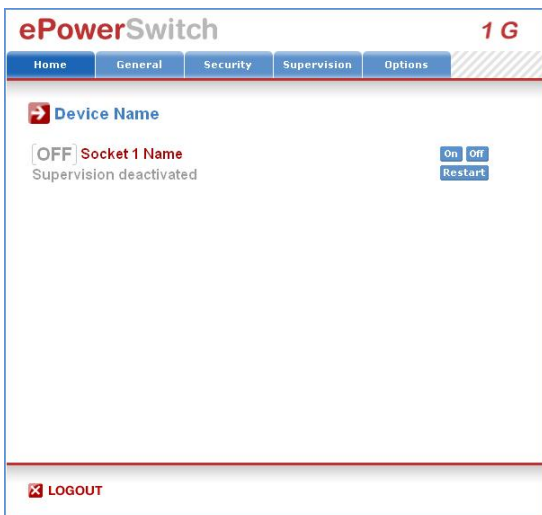 ePowerSwitch 1 G
Home General Security Supervision Options
Device Name
OFF Socket 1 Name On Off
Supervision deactivated Restart
LOGOUT